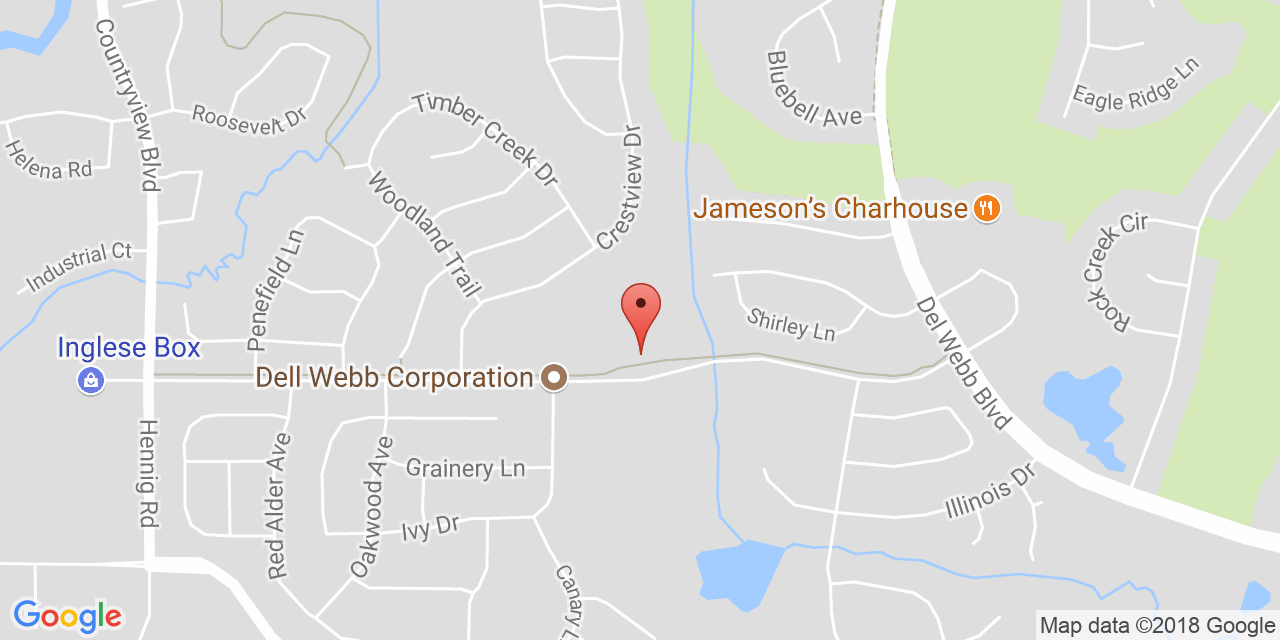 Countryview Blvd
Roosevelt Dr
Helena Rd
Timber Creek Dr
Woodland Trail
Crestview Dr
Bluebell Ave
Eagle Ridge Ln
Jameson's Charhouse
Rock Creek Cir
Industrial Ct
Penefield Ln
Shirley Ln
Del Webb Blvd
Inglese Box
Dell Webb Corporation
Hennig Rd
Red Alder Ave
Oakwood Ave
Grainery Ln
Ivy Dr
Illinois Dr
Canary L
Google
Map data ©2018 Google